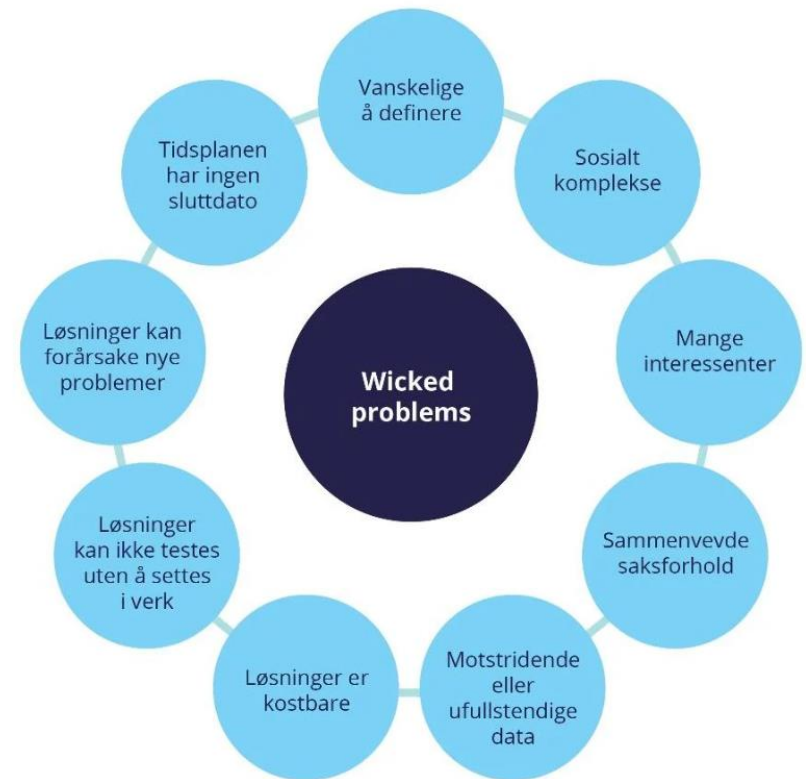 Vanskelige
å definere
Sosialt
komplekse
Mange
interessenter
Sammenvevde
saksforhold
Motstridende
eller
ufullstendige
data
Løsninger er
kostbare
Løsninger
kan ikke testes
uten å settes
i verk
Løsninger kan
forårsake nye
problemer
Tidsplanen
har ingen
sluttdato
Wicked
problems